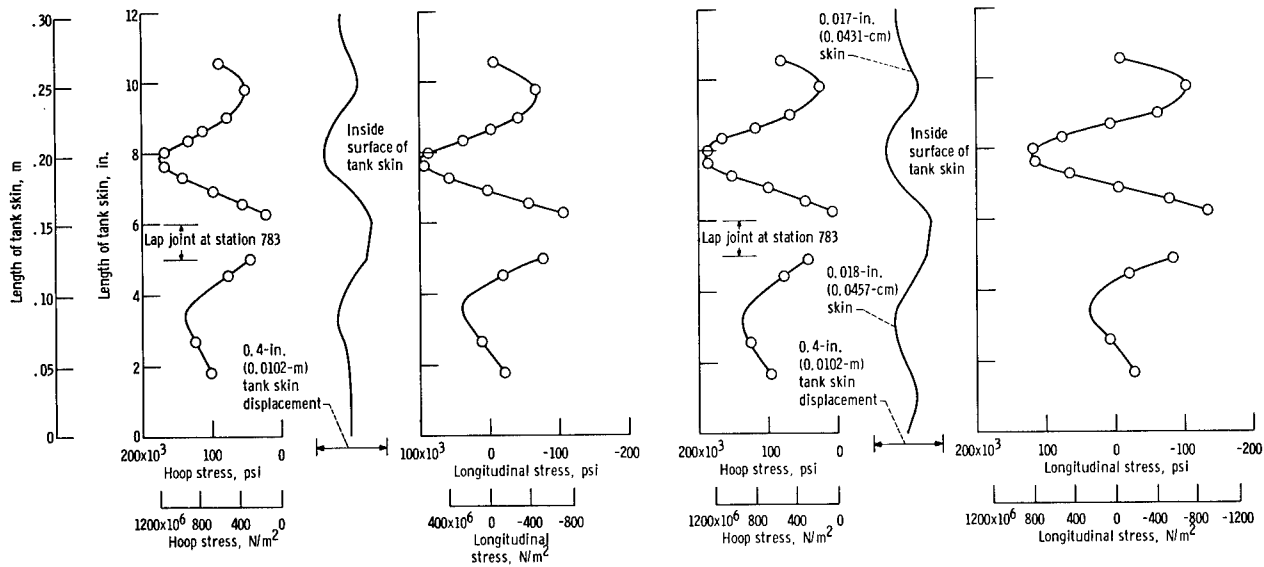 Length of tank skin, m
.30
.25
.20
.15
.10
.05
0
Length of tank skin, in.
12
10
8
6
4
2
0
Lap joint at station 783
200x10³ 100 0
Hoop stress, psi
1200x10⁶ 800 400 0
Hoop stress, N/m²
Inside
surface of
tank skin
0.4-in.
(0.0102-m)
tank skin
displacement
100x10³ 0 -100 -200
Longitudinal stress, psi
400x10⁶ 0 -400 -800
Longitudinal
stress, N/m²
Lap joint at station 783
200x10³ 100 0
Hoop stress, psi
1200x10⁶ 800 400 0
Hoop stress, N/m²
0.017-in.
(0.0431-cm)
skin
Inside
surface of
tank skin
0.018-in.
(0.0457-cm)
skin
0.4-in.
(0.0102-m)
tank skin
displacement
200x10³ 100 0 -100 -200
Longitudinal stress, psi
1200x10⁶ 800 400 0 -400 -800 -1200
Longitudinal stress, N/m²